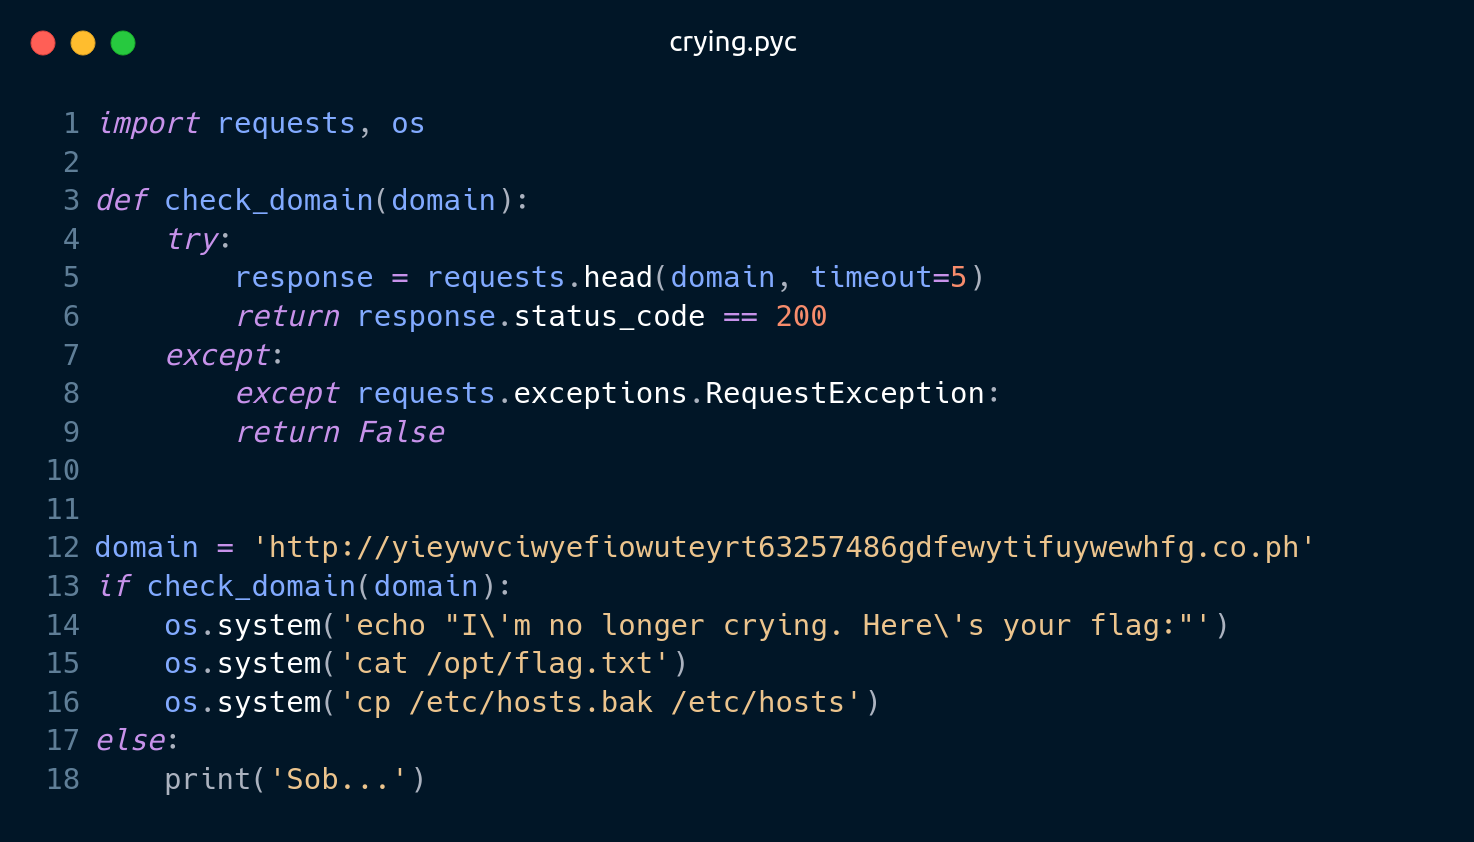 crying.pyc
1 import requests, os
2
3 def check_domain(domain):
4     try:
5         response = requests.head(domain, timeout=5)
6         return response.status_code == 200
7     except:
8         except requests.exceptions.RequestException:
9         return False
10
11
12 domain = 'http://yieywvciwyefiowuteyrt63257486gdfewytifuywewhfg.co.ph'
13 if check_domain(domain):
14     os.system('echo "I\'m no longer crying. Here\'s your flag:"')
15     os.system('cat /opt/flag.txt')
16     os.system('cp /etc/hosts.bak /etc/hosts')
17 else:
18     print('Sob...')